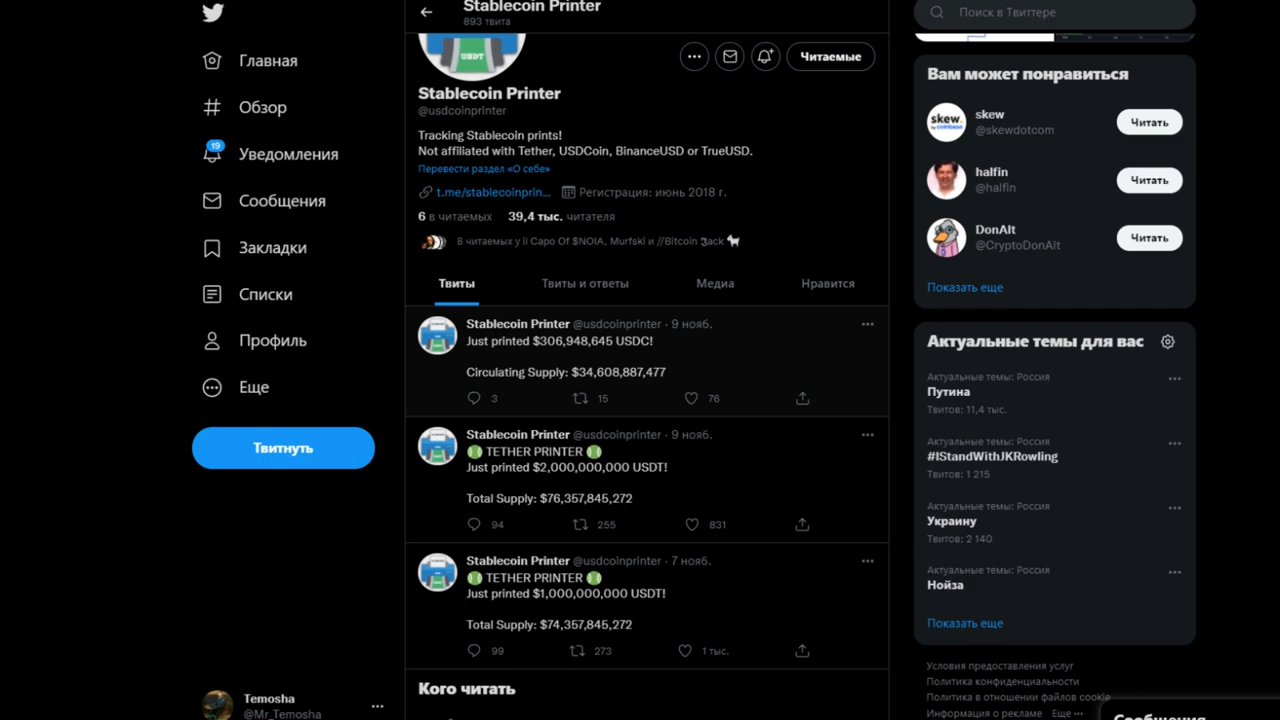 Главная
Обзор
19
Уведомления
Сообщения
Закладки
Списки
Профиль
Еще
Твитнуть
Temosha
@Mr_Temosha
Stablecoin Printer
893 твита
USDT
Читаемые
Stablecoin Printer
@usdcoinprinter
Tracking Stablecoin prints!
Not affiliated with Tether, USDCoin, BinanceUSD or TrueUSD.
Перевести раздел «О себе»
t.me/stablecoinprin... Регистрация: июнь 2018 г.
6 в читаемых 39,4 тыс. читателя
В читаемых у il Capo Of $NOIA, Murfski и //Bitcoin 𝕵ack 🐐
Твиты Твиты и ответы Медиа Нравится
Stablecoin Printer @usdcoinprinter · 9 нояб.
Just printed $306,948,645 USDC!
Circulating Supply: $34,608,887,477
3 15 76
Stablecoin Printer @usdcoinprinter · 9 нояб.
🎾 TETHER PRINTER 🎾
Just printed $2,000,000,000 USDT!
Total Supply: $76,357,845,272
94 255 831
Stablecoin Printer @usdcoinprinter · 7 нояб.
🎾 TETHER PRINTER 🎾
Just printed $1,000,000,000 USDT!
Total Supply: $74,357,845,272
99 273 1 тыс.
Кого читать
Поиск в Твиттере
Вам может понравиться
skew.
by coinbase
skew
@skewdotcom
Читать
halfin
@halfin
Читать
DonAlt
@CryptoDonAlt
Читать
Показать еще
Актуальные темы для вас
Актуальные темы: Россия
Путина
Твитов: 11,4 тыс.
Актуальные темы: Россия
#IStandWithJKRowling
Твитов: 1 215
Актуальные темы: Россия
Украину
Твитов: 2 140
Актуальные темы: Россия
Нойза
Показать еще
Условия предоставления услуг
Политика конфиденциальности
Политика в отношении файлов cookie
Информация о рекламе Еще ···
Сообщения